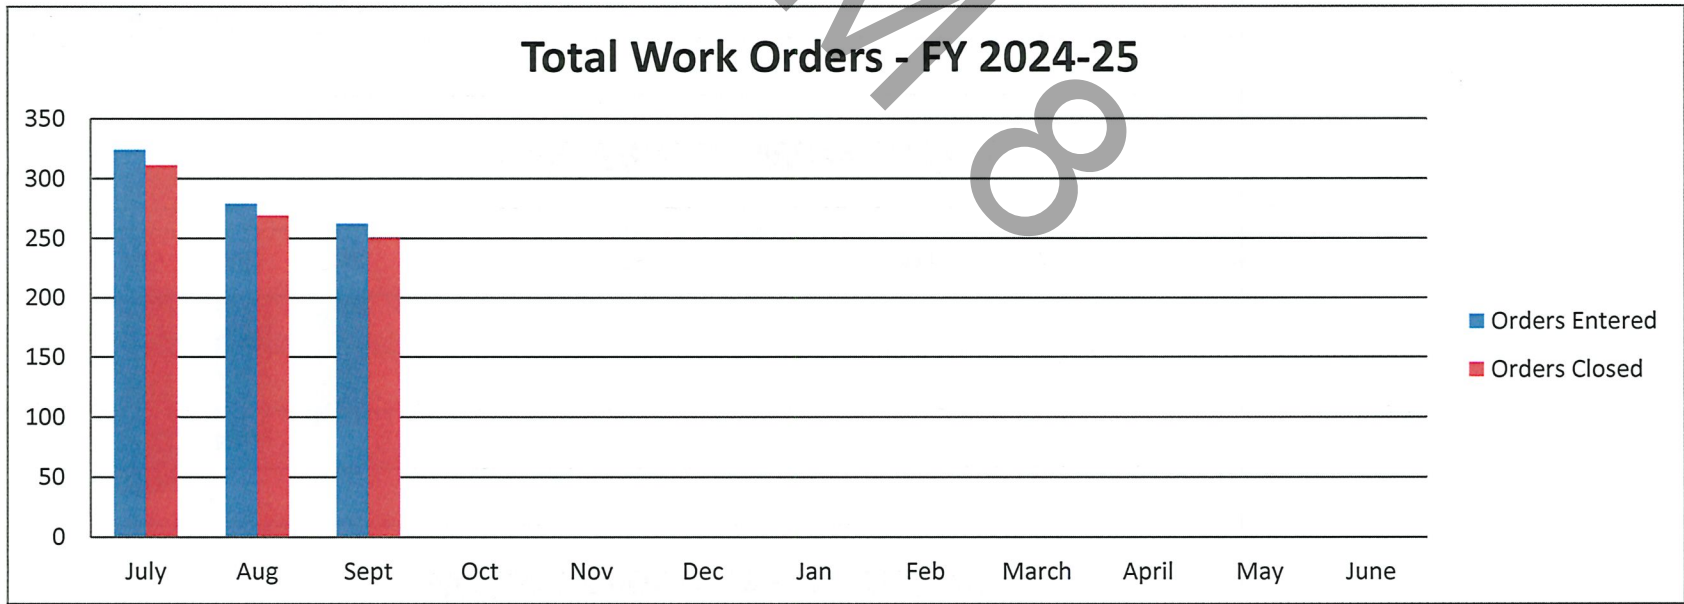 Total Work Orders - FY 2024-25
350
300
250
200
150
100
50
0
July Aug Sept Oct Nov Dec Jan Feb March April May June
Orders Entered
Orders Closed